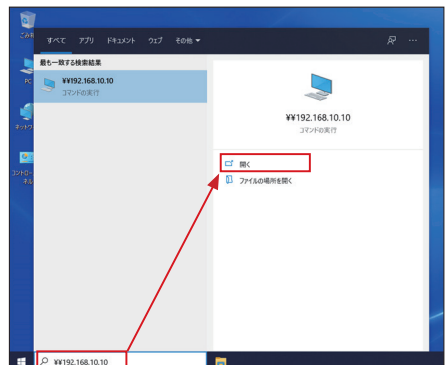 ごみ箱
PC
ネットワ
コントロー
ネル
すべて アプリ ドキュメント ウェブ その他 ▼
最も一致する検索結果
¥¥192.168.10.10
コマンドの実行
¥¥192.168.10.10
コマンドの実行
開く
ファイルの場所を開く
¥¥192.168.10.10